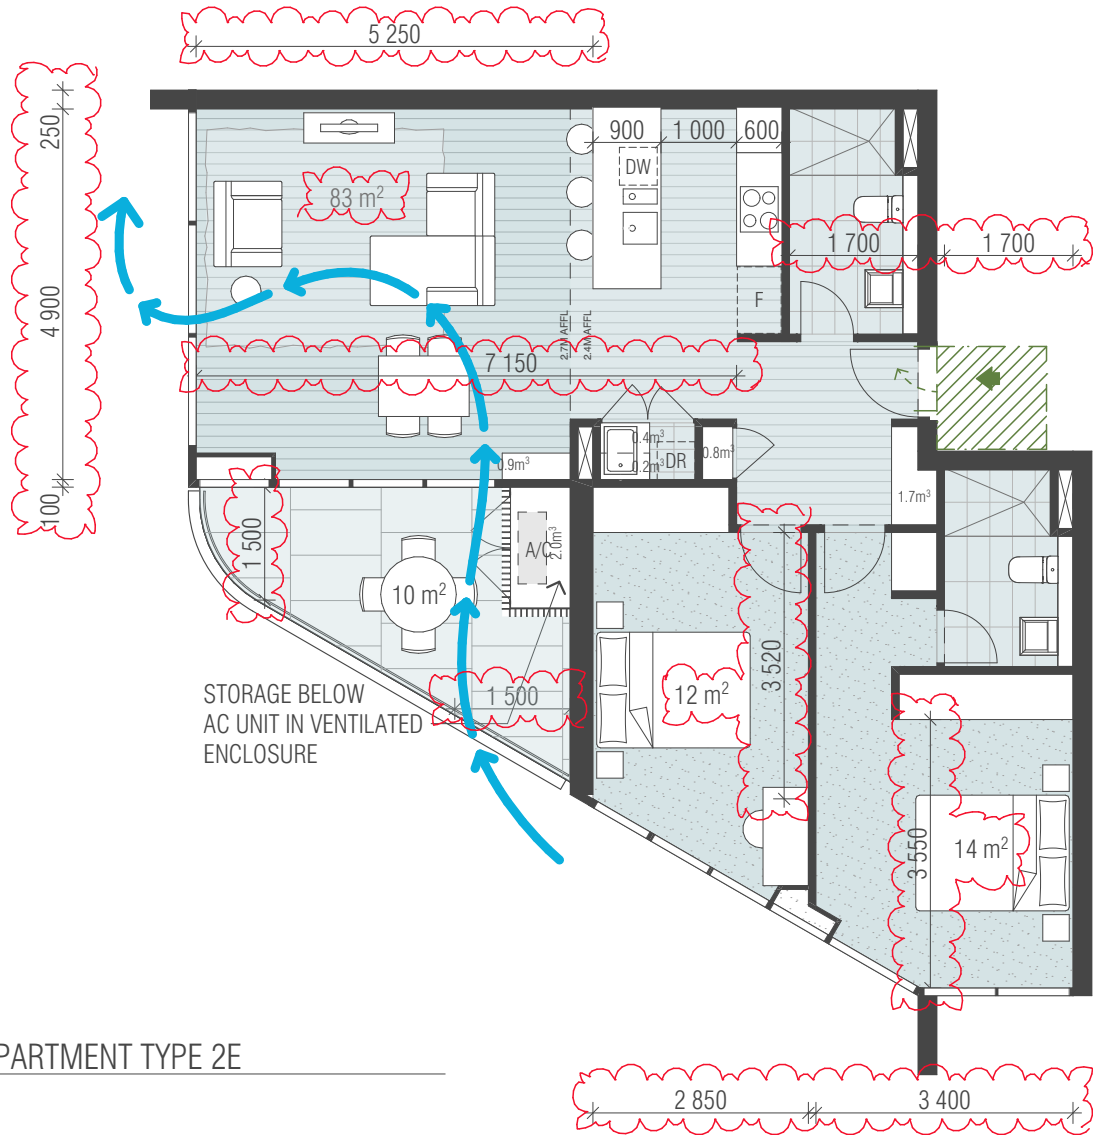 5 250
250
4 900
100
900
1 000
600
DW
83 m²
1 700
1 700
F
2.7M AFFL
2.4M AFFL
7 150
0.4m³
0.2m³
DR
0.8m³
0.9m³
1.7m³
1 500
A/C
2.0m³
10 m²
3 520
1 500
12 m²
STORAGE BELOW
AC UNIT IN VENTILATED
ENCLOSURE
3 550
14 m²
PARTMENT TYPE 2E
2 850
3 400